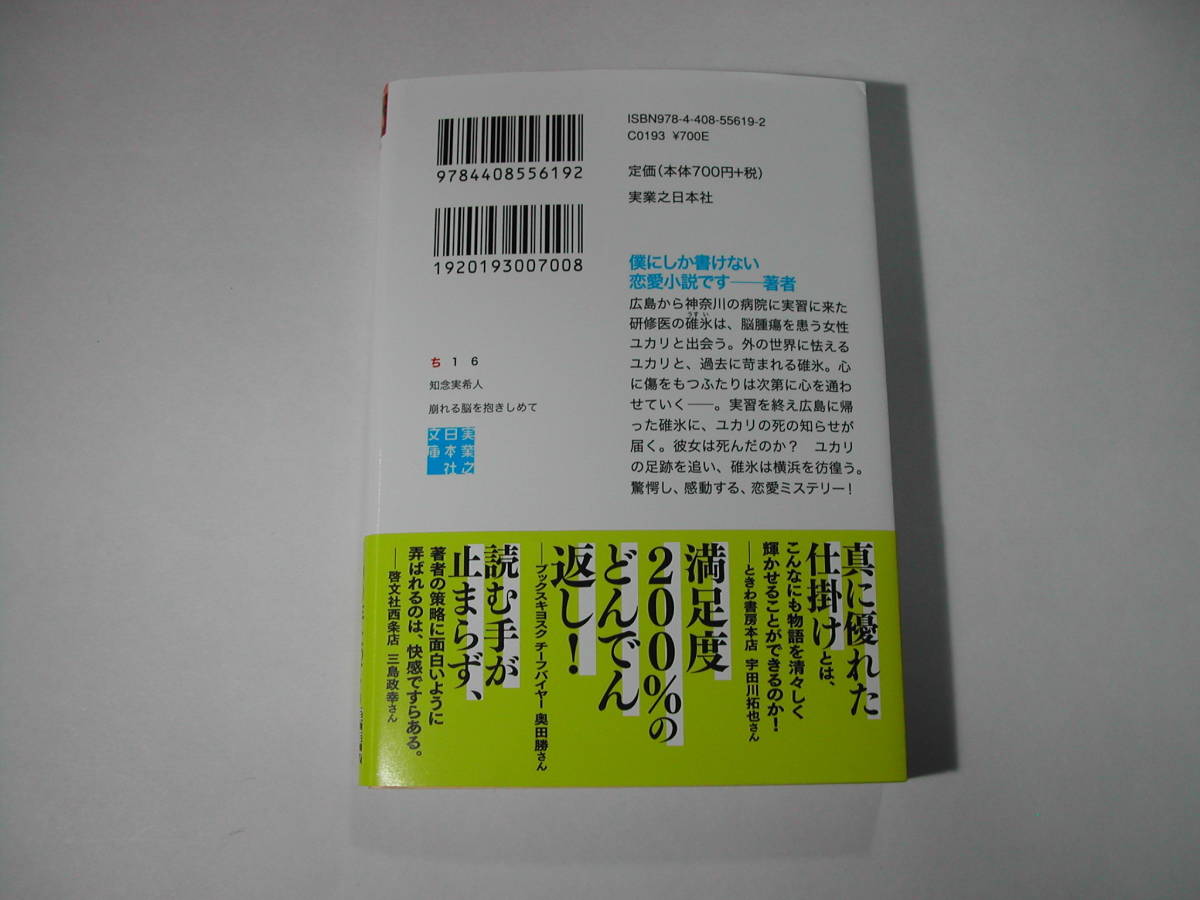 9784408556192
1920193007008
ISBN978-4-408-55619-2
C0193 ¥700E
定価(本体700円+税)
実業之日本社
僕にしか書けない
恋愛小説です――著者
広島から神奈川の病院に実習に来た
うすい
研修医の碓氷は、脳腫瘍を患う女性
ユカリと出会う。外の世界に怯える
ユカリと、過去に苛まれる碓氷。心
に傷をもつふたりは次第に心を通わ
せていく――。実習を終え広島に帰
った碓氷に、ユカリの死の知らせが
届く。彼女は死んだのか? ユカリ
の足跡を追い、碓氷は横浜を彷徨う。
驚愕し、感動する、恋愛ミステリー!
ち 1 6
知念実希人
崩れる脳を抱きしめて
実業之
日本社
文庫
真に優れた
仕掛けとは、
こんなにも物語を清々しく
輝かせることができるのか!
――ときわ書房本店 宇田川拓也さん
満足度
200%の
どんでん
返し!
――ブックスキヨスク チーフバイヤー 奥田勝さん
読む手が
止まらず、
著者の策略に面白いように
弄ばれるのは、快感ですらある。
――啓文社西条店 三島政幸さん